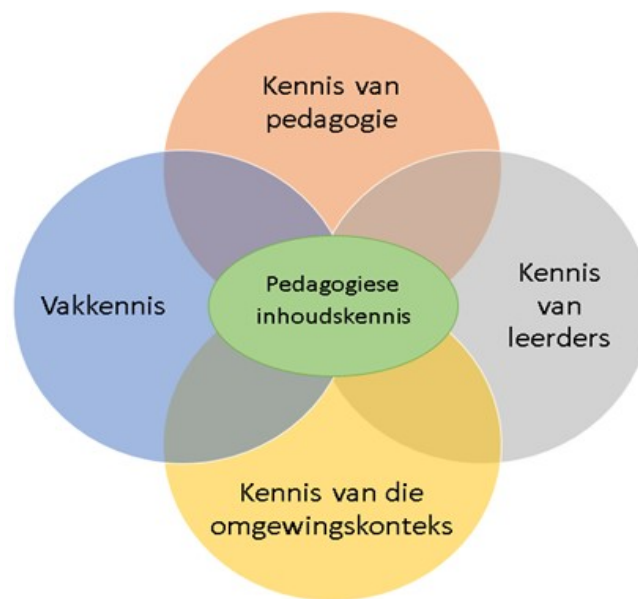 Kennis van
pedagogie
Vakkennis
Pedagogiese
inhoudskennis
Kennis
van
leerders
Kennis van die
omgewingskonteks